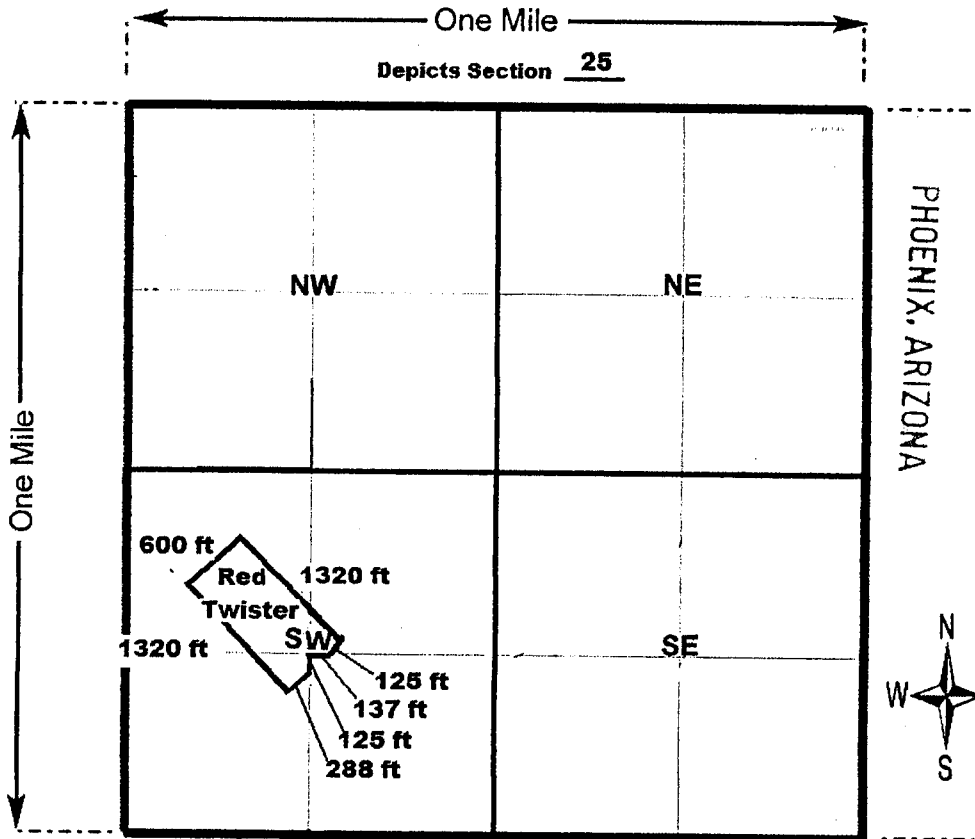 One Mile
Depicts Section 25
One Mile
PHOENIX, ARIZONA
NW
NE
600 ft
Red
1320 ft
Twister
SW
SE
1320 ft
125 ft
137 ft
125 ft
288 ft
N
W
S